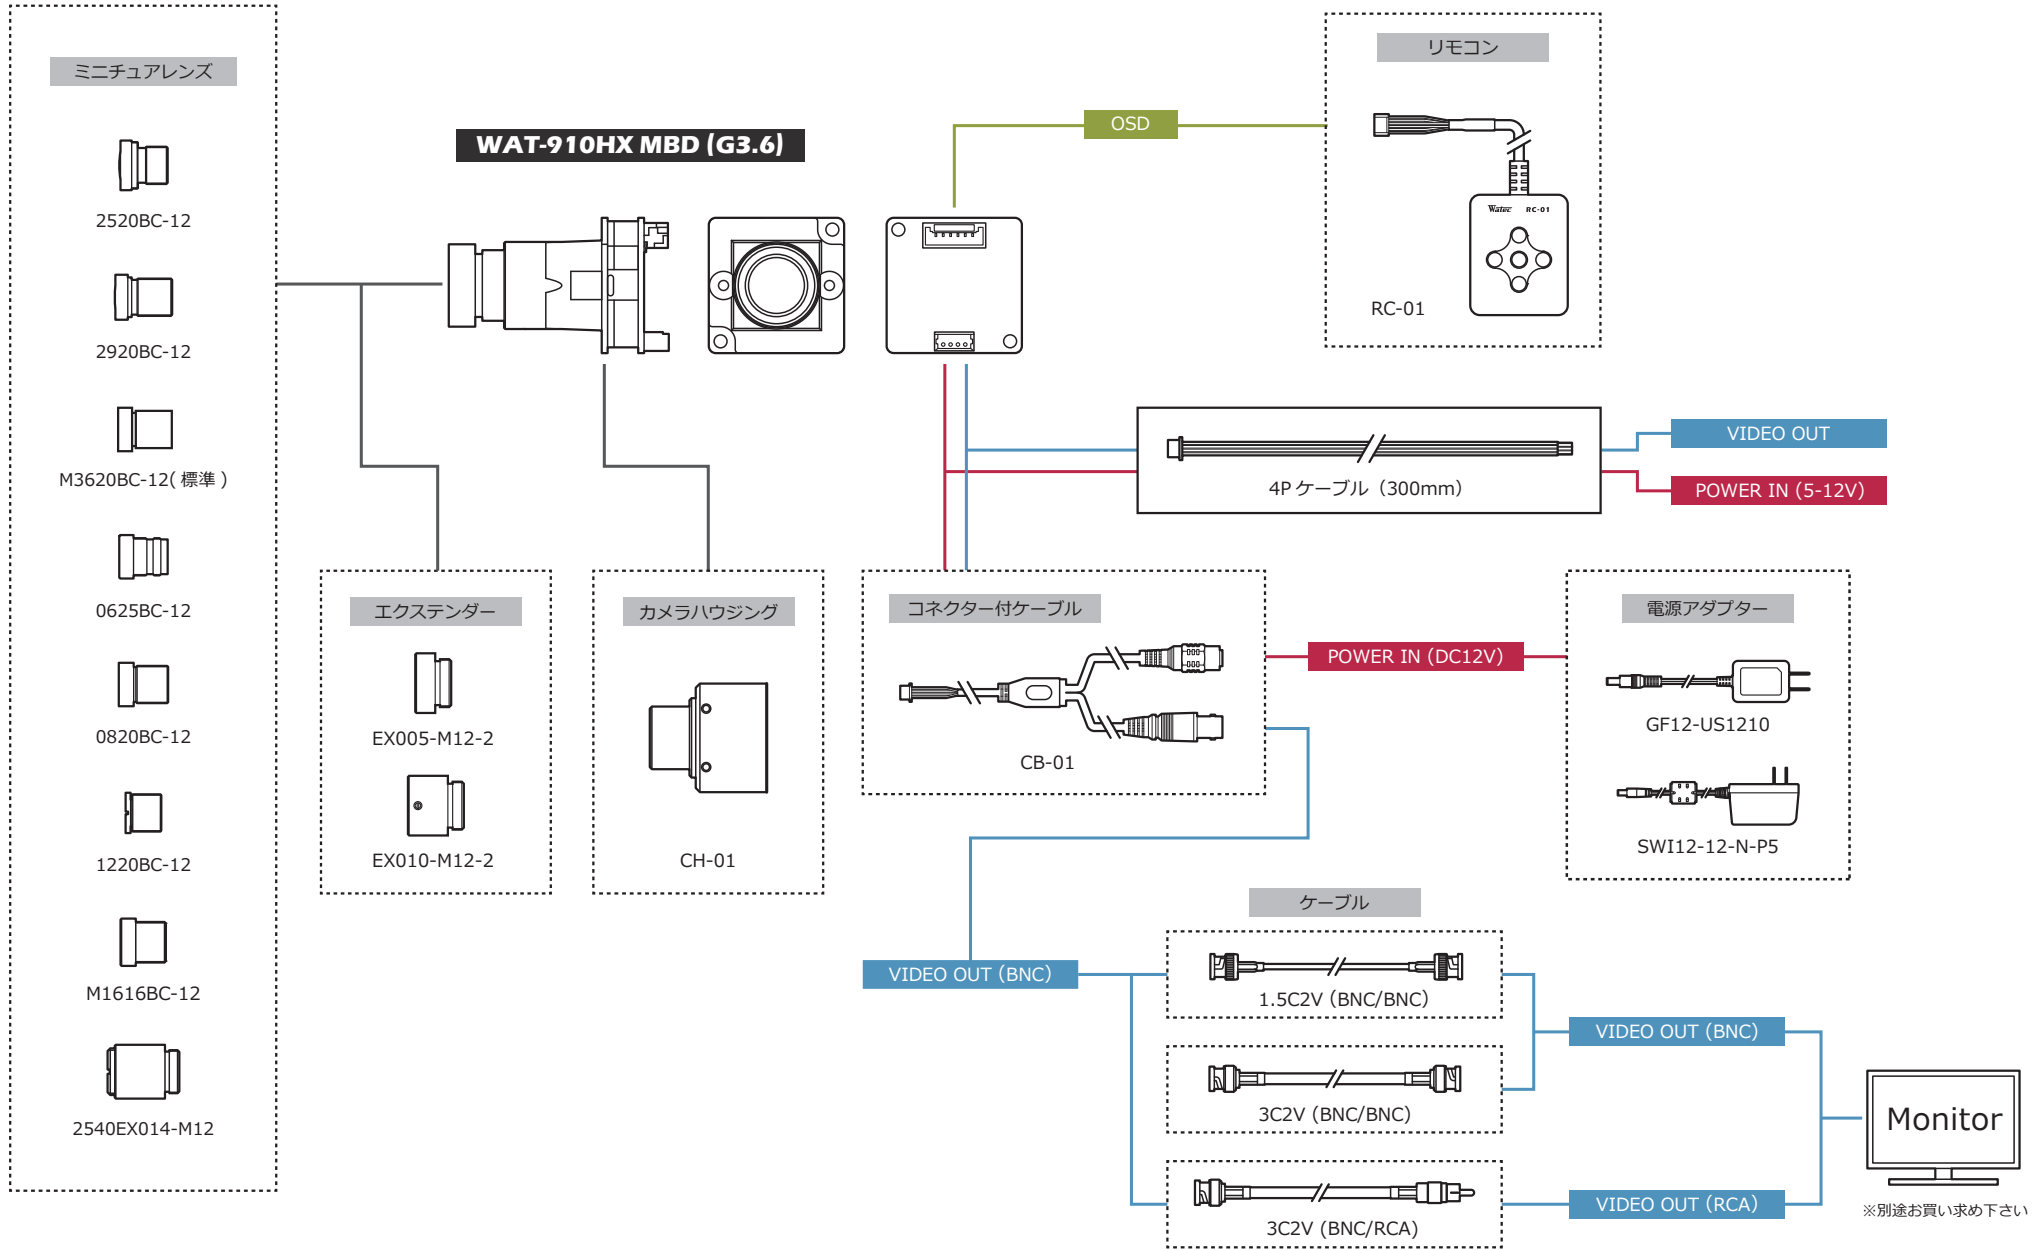 ミニチュアレンズ
2520BC-12
2920BC-12
M3620BC-12( 標準 )
0625BC-12
0820BC-12
1220BC-12
M1616BC-12
2540EX014-M12
WAT-910HX MBD (G3.6)
OSD
リモコン
Watec RC-01
RC-01
4P ケーブル（300mm）
VIDEO OUT
POWER IN (5-12V)
エクステンダー
EX005-M12-2
EX010-M12-2
カメラハウジング
CH-01
コネクター付ケーブル
CB-01
POWER IN (DC12V)
電源アダプター
GF12-US1210
SWI12-12-N-P5
ケーブル
VIDEO OUT (BNC)
1.5C2V (BNC/BNC)
3C2V (BNC/BNC)
3C2V (BNC/RCA)
VIDEO OUT (BNC)
VIDEO OUT (RCA)
Monitor
※別途お買い求め下さい